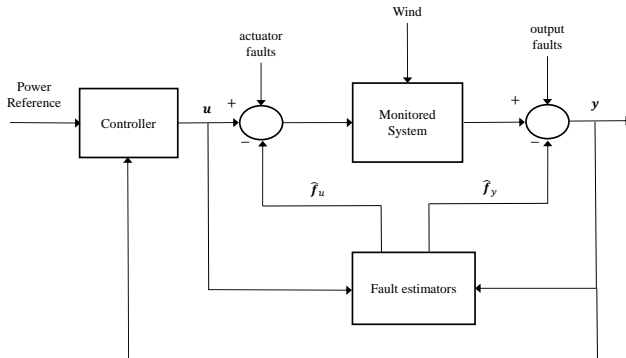 Wind
actuator
faults
output
faults
Power
Reference
Controller
u
+
−
Monitored
System
+
−
y
f̂u
f̂y
Fault estimators